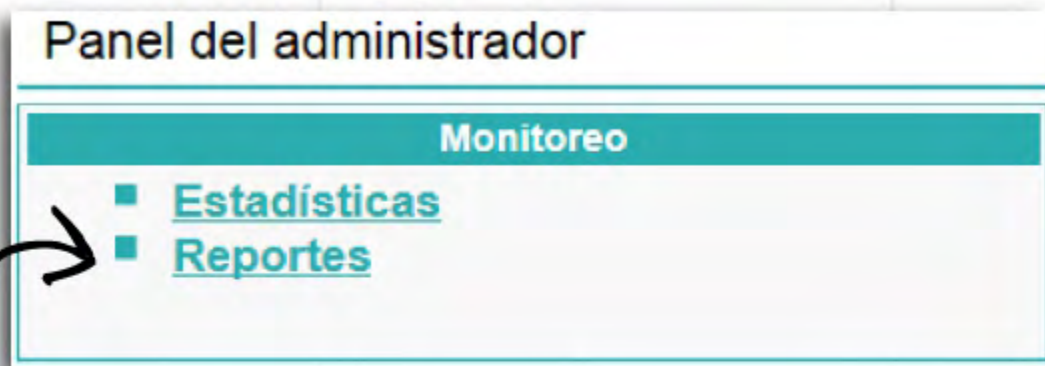 Panel del administrador
Monitoreo
Estadísticas
Reportes